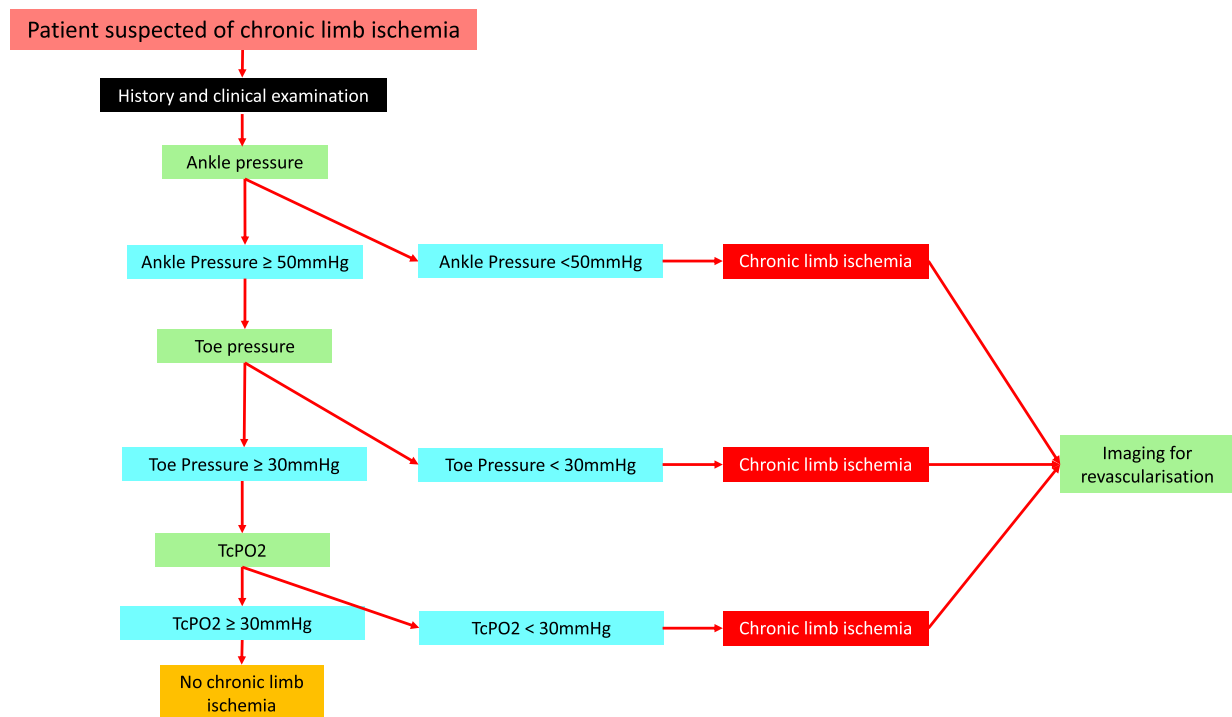 Patient suspected of chronic limb ischemia
History and clinical examination
Ankle pressure
Ankle Pressure ≥ 50mmHg
Ankle Pressure <50mmHg
Chronic limb ischemia
Toe pressure
Toe Pressure ≥ 30mmHg
Toe Pressure < 30mmHg
Chronic limb ischemia
Imaging for
revascularisation
TcPO2
TcPO2 ≥ 30mmHg
TcPO2 < 30mmHg
Chronic limb ischemia
No chronic limb
ischemia